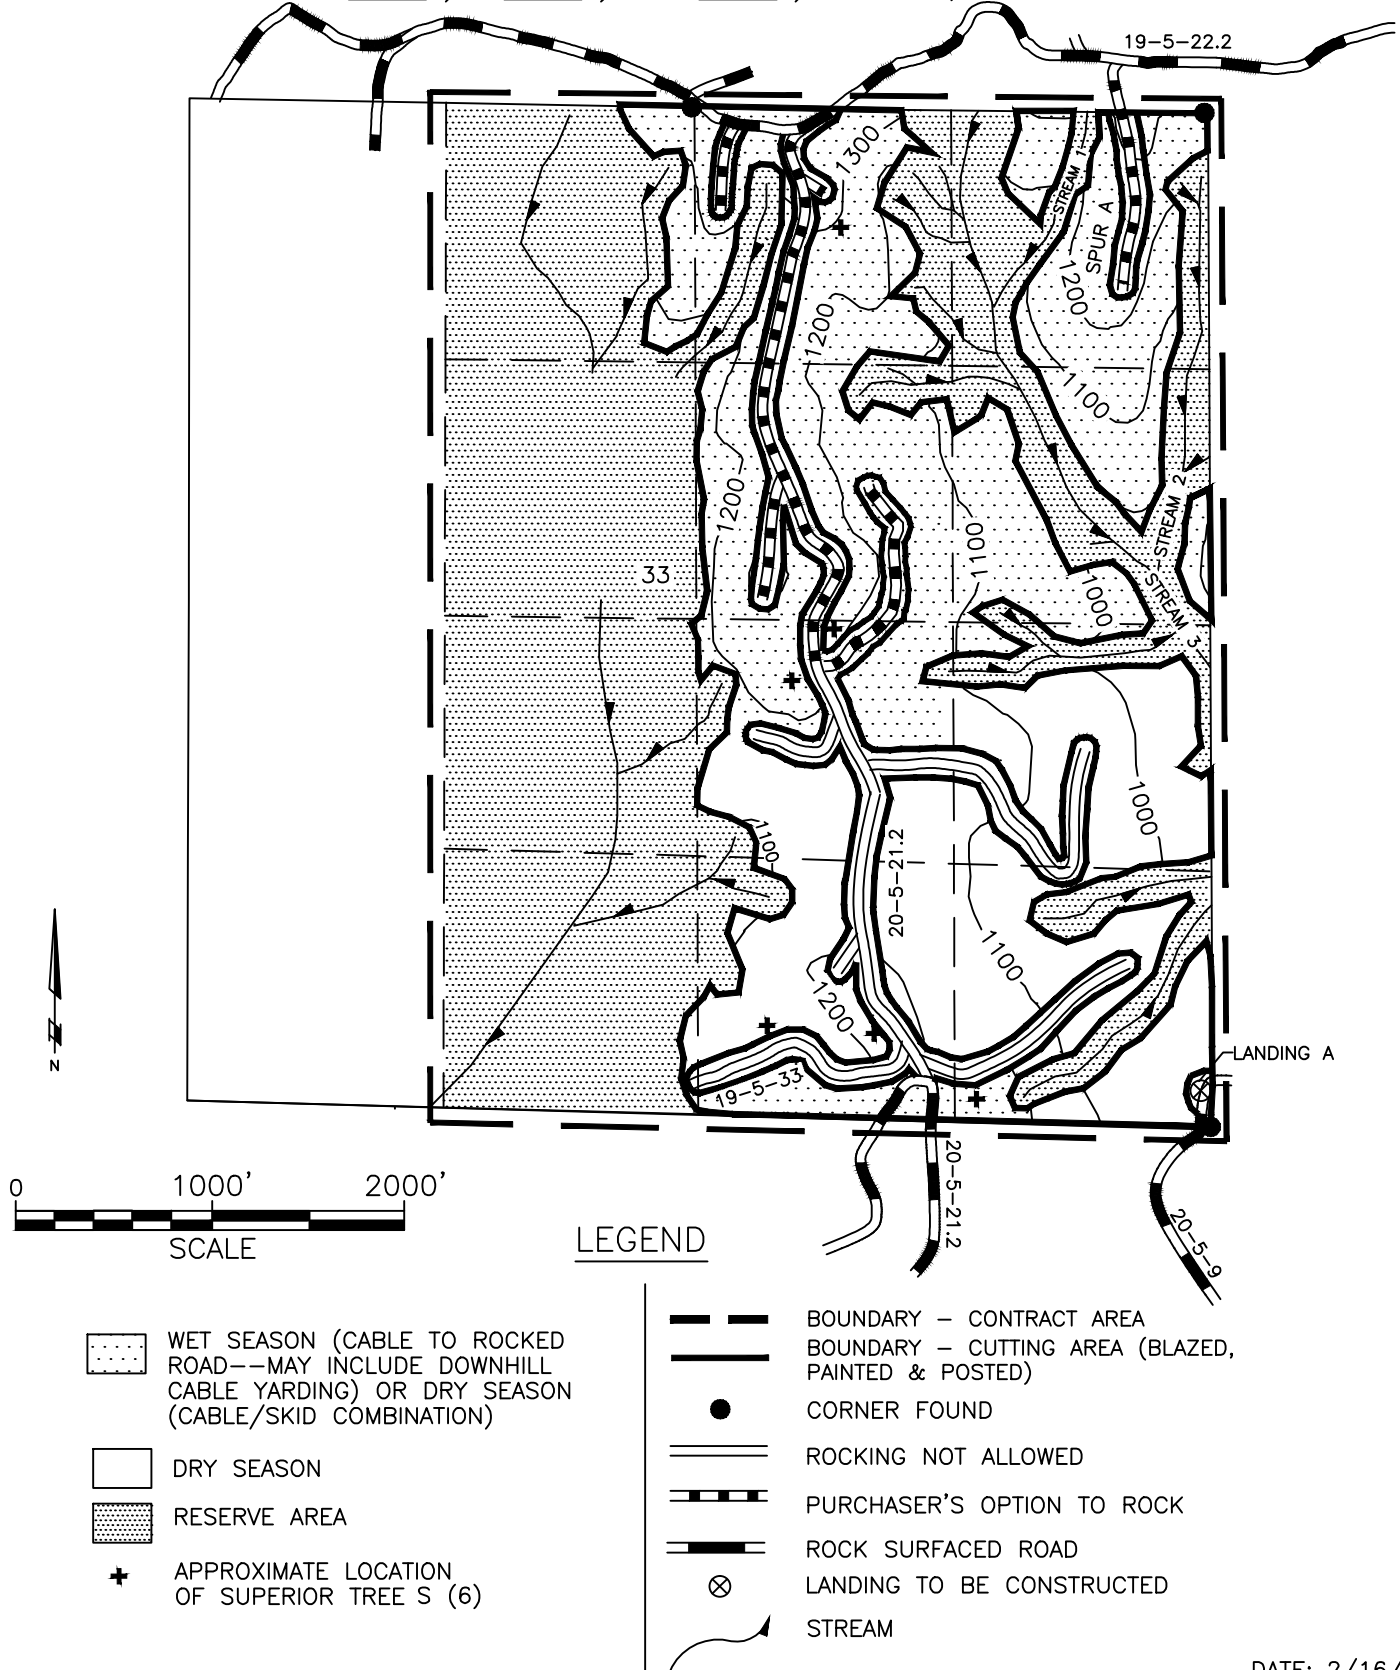 19-5-22.2
1300
STREAM 1
SPUR A
1200
1200
1100
1200
STREAM 2
1100
33
1000
STREAM 3
1000
1100
20-5-21.2
1100
1200
LANDING A
19-5-33
N
20-5-21.2
20-5-9
0 1000' 2000'
SCALE
LEGEND
WET SEASON (CABLE TO ROCKED
ROAD--MAY INCLUDE DOWNHILL
CABLE YARDING) OR DRY SEASON
(CABLE/SKID COMBINATION)
DRY SEASON
RESERVE AREA
APPROXIMATE LOCATION
OF SUPERIOR TREE S (6)
BOUNDARY - CONTRACT AREA
BOUNDARY - CUTTING AREA (BLAZED,
PAINTED & POSTED)
CORNER FOUND
ROCKING NOT ALLOWED
PURCHASER'S OPTION TO ROCK
ROCK SURFACED ROAD
LANDING TO BE CONSTRUCTED
STREAM
DATE: 2/16/